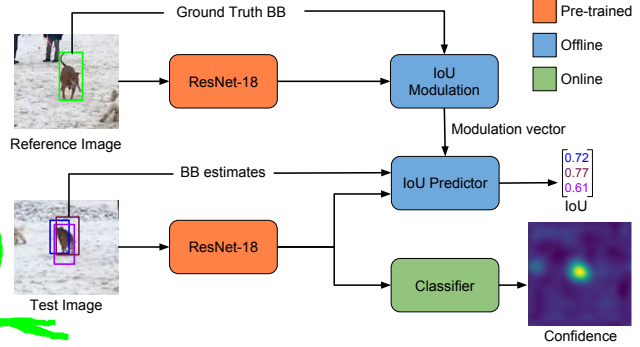 Ground Truth BB
Pre-trained
Offline
Online
ResNet-18
IoU
Modulation
Reference Image
Modulation vector
BB estimates
IoU Predictor
0.72
0.77
0.61
IoU
ResNet-18
Classifier
Test Image
Confidence